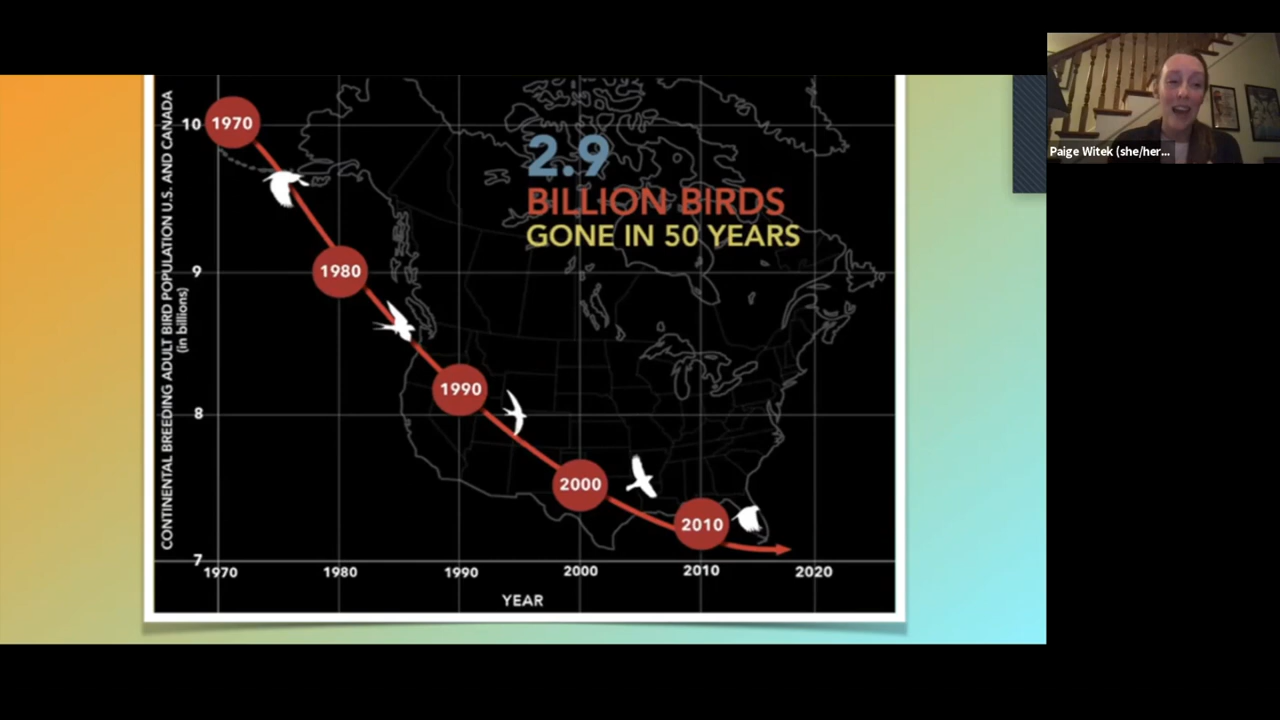 CONTINENTAL BREEDING ADULT BIRD POPULATION U.S. AND CANADA
(in billions)
10
9
8
7
1970
1980
1990
2000
2010
2.9
BILLION BIRDS
GONE IN 50 YEARS
1970 1980 1990 2000 2010 2020
YEAR
Paige Witek (she/her...